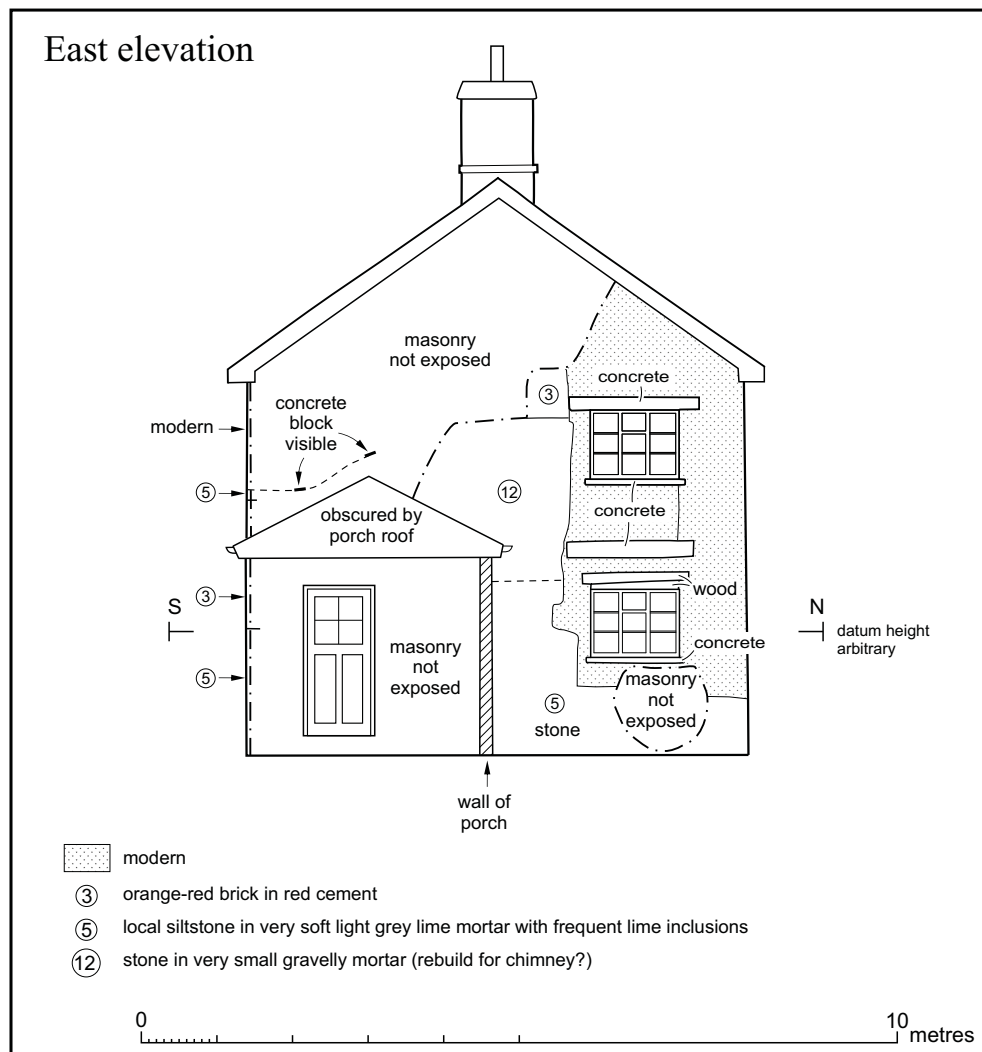 East elevation
masonry
not exposed
concrete
③
concrete
block
visible
modern
⑤
⑫
obscured by
porch roof
concrete
wood
③
S
N
datum height
arbitrary
concrete
masonry
not
exposed
⑤
masonry
not
exposed
⑤
stone
wall of
porch
modern
③ orange-red brick in red cement
⑤ local siltstone in very soft light grey lime mortar with frequent lime inclusions
⑫ stone in very small gravelly mortar (rebuild for chimney?)
0 10
metres